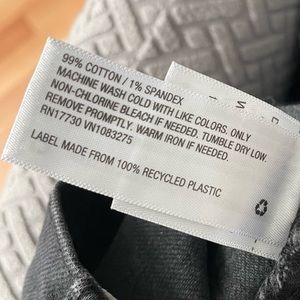 99% COTTON / 1% SPANDEX
MACHINE WASH COLD WITH LIKE COLORS. ONLY
NON-CHLORINE BLEACH IF NEEDED. TUMBLE DRY LOW.
REMOVE PROMPTLY. WARM IRON IF NEEDED.
RN17730 VN1083275
LABEL MADE FROM 100% RECYCLED PLASTIC